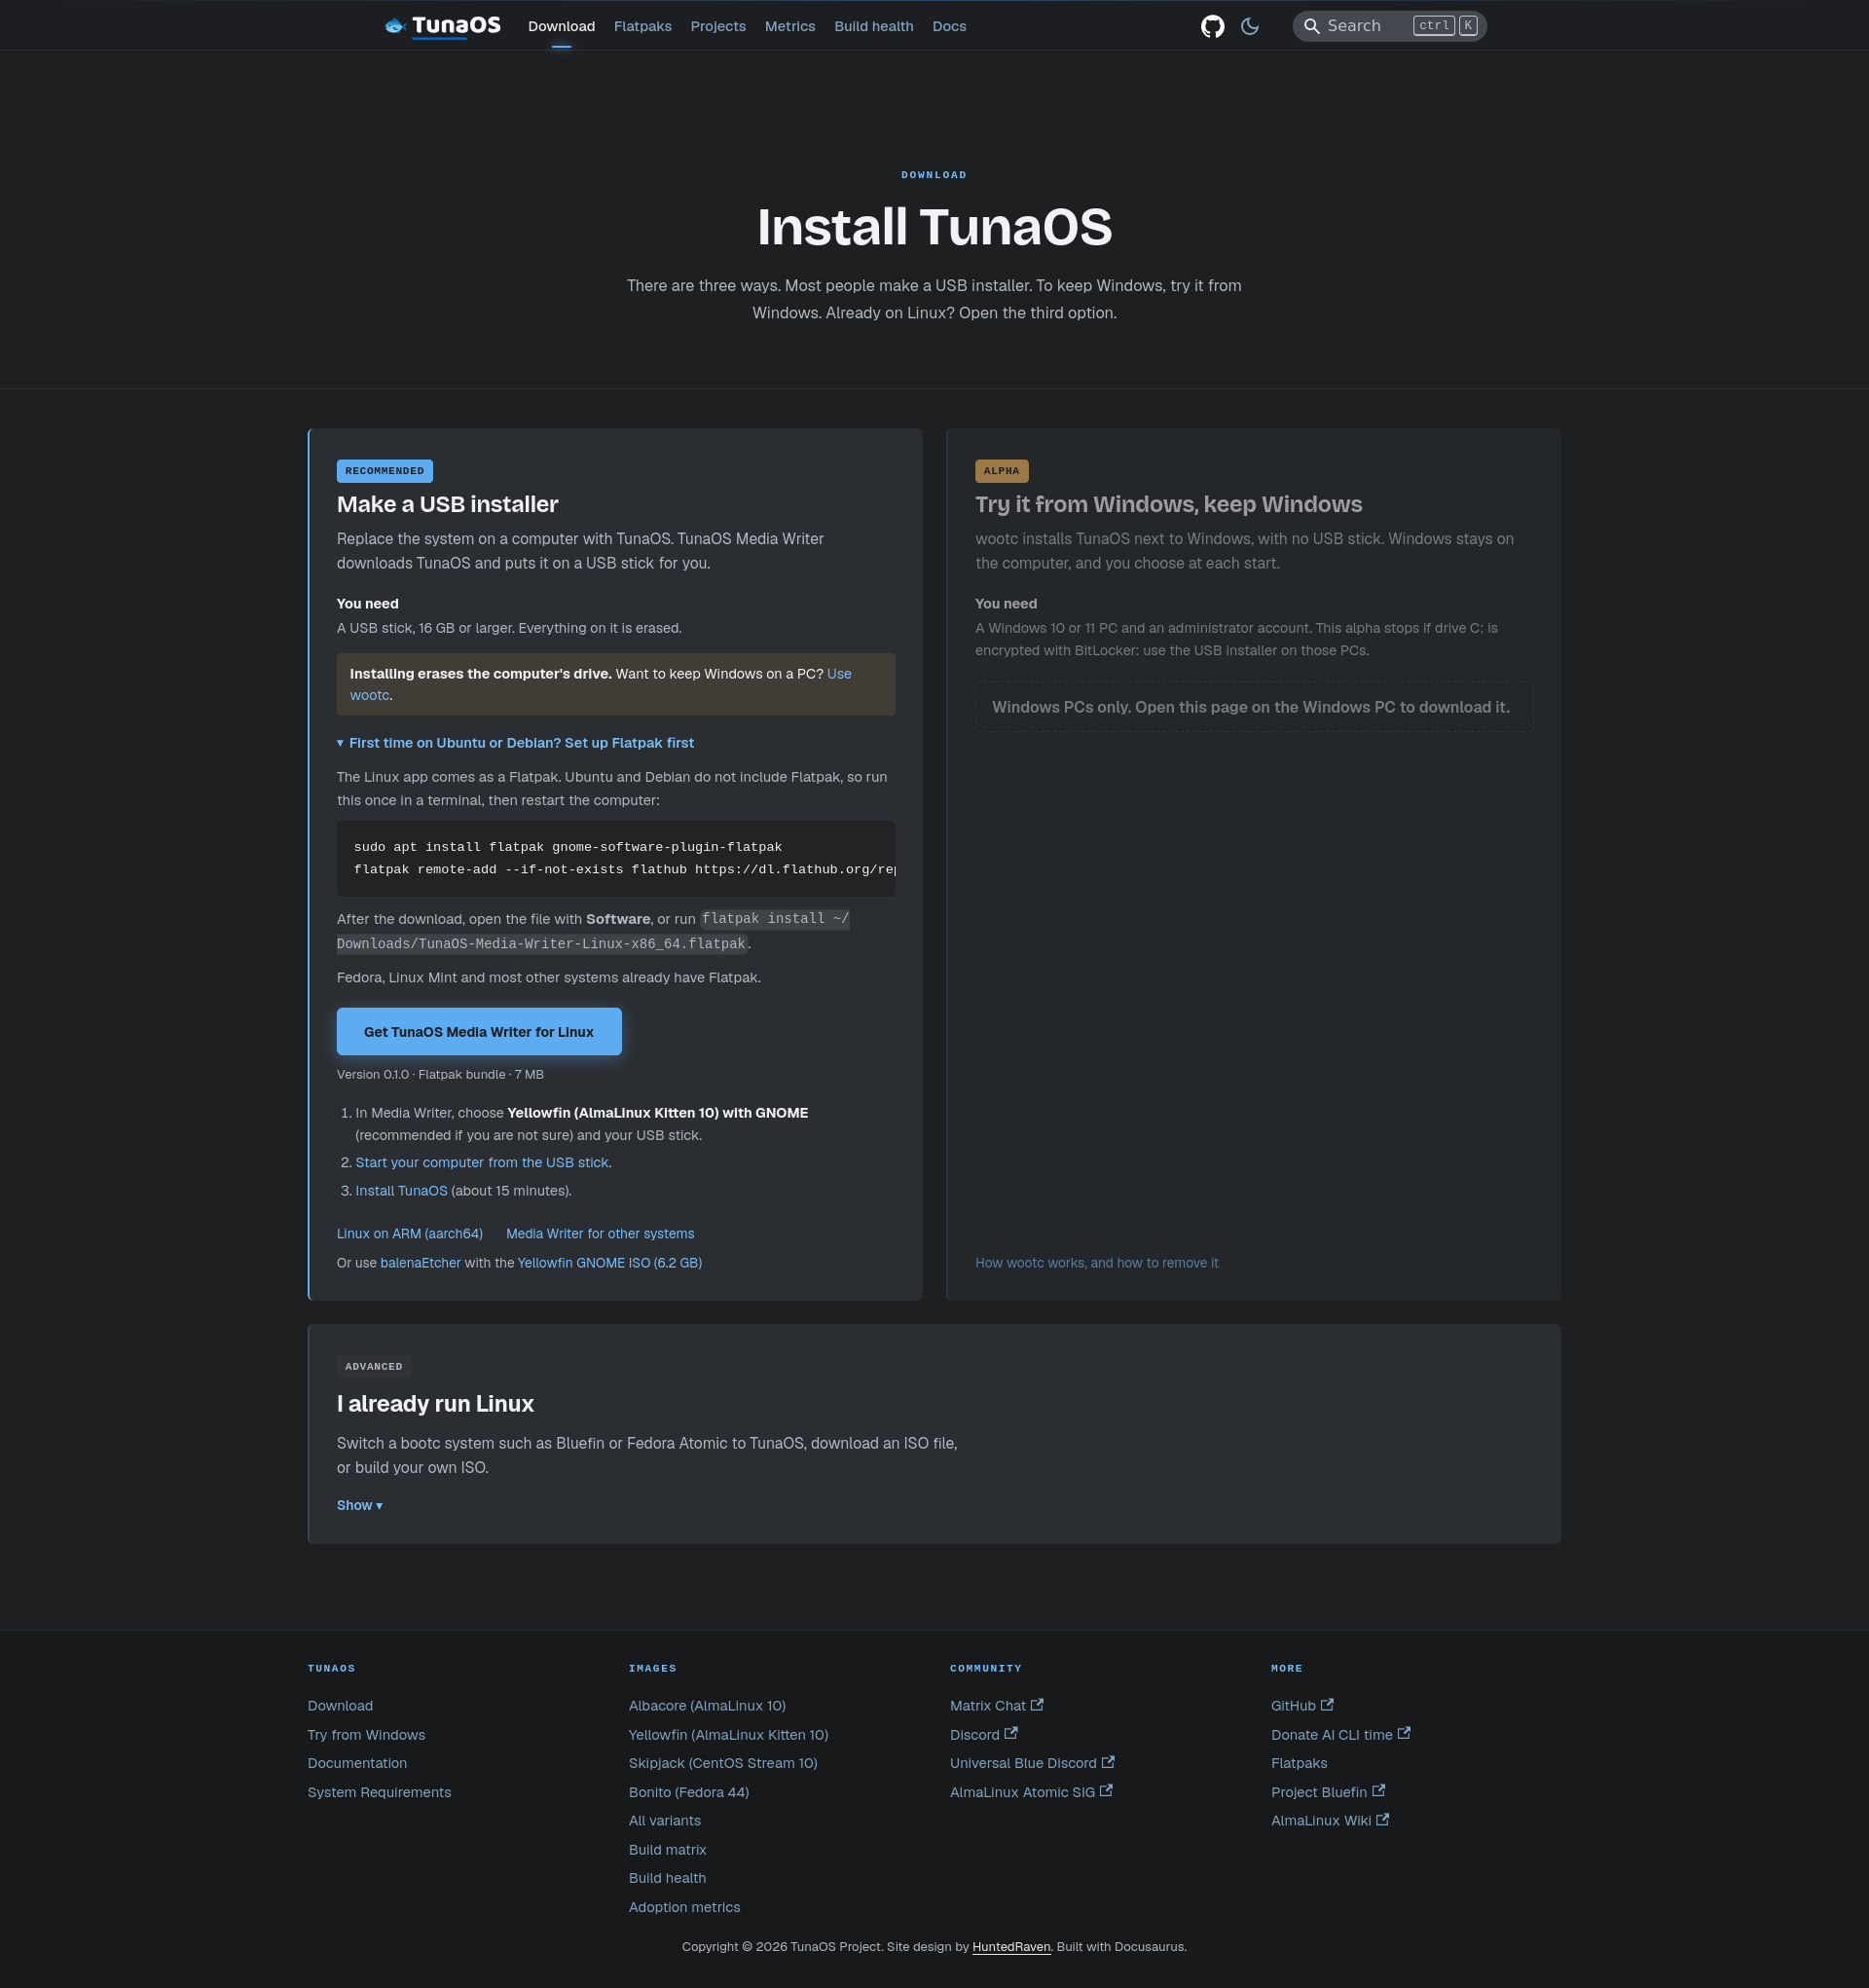 TunaOS
Download
Flatpaks
Projects
Metrics
Build health
Docs
Search
ctrl
K
DOWNLOAD
Install TunaOS
There are three ways. Most people make a USB installer. To keep Windows, try it from
Windows. Already on Linux? Open the third option.
RECOMMENDED
Make a USB installer
Replace the system on a computer with TunaOS. TunaOS Media Writer
downloads TunaOS and puts it on a USB stick for you.
You need
A USB stick, 16 GB or larger. Everything on it is erased.
Installing erases the computer's drive. Want to keep Windows on a PC? Use
wootc.
▾ First time on Ubuntu or Debian? Set up Flatpak first
The Linux app comes as a Flatpak. Ubuntu and Debian do not include Flatpak, so run
this once in a terminal, then restart the computer:
sudo apt install flatpak gnome-software-plugin-flatpak
flatpak remote-add --if-not-exists flathub https://dl.flathub.org/rep
After the download, open the file with Software, or run flatpak install ~/
Downloads/TunaOS-Media-Writer-Linux-x86_64.flatpak.
Fedora, Linux Mint and most other systems already have Flatpak.
Get TunaOS Media Writer for Linux
Version 0.1.0 · Flatpak bundle · 7 MB
1. In Media Writer, choose Yellowfin (AlmaLinux Kitten 10) with GNOME
(recommended if you are not sure) and your USB stick.
2. Start your computer from the USB stick.
3. Install TunaOS (about 15 minutes).
Linux on ARM (aarch64)
Media Writer for other systems
Or use balenaEtcher with the Yellowfin GNOME ISO (6.2 GB)
ALPHA
Try it from Windows, keep Windows
wootc installs TunaOS next to Windows, with no USB stick. Windows stays on
the computer, and you choose at each start.
You need
A Windows 10 or 11 PC and an administrator account. This alpha stops if drive C: is
encrypted with BitLocker: use the USB installer on those PCs.
Windows PCs only. Open this page on the Windows PC to download it.
How wootc works, and how to remove it
ADVANCED
I already run Linux
Switch a bootc system such as Bluefin or Fedora Atomic to TunaOS, download an ISO file,
or build your own ISO.
Show ▾
TUNAOS
Download
Try from Windows
Documentation
System Requirements
IMAGES
Albacore (AlmaLinux 10)
Yellowfin (AlmaLinux Kitten 10)
Skipjack (CentOS Stream 10)
Bonito (Fedora 44)
All variants
Build matrix
Build health
Adoption metrics
COMMUNITY
Matrix Chat
Discord
Universal Blue Discord
AlmaLinux Atomic SIG
MORE
GitHub
Donate AI CLI time
Flatpaks
Project Bluefin
AlmaLinux Wiki
Copyright © 2026 TunaOS Project. Site design by HuntedRaven. Built with Docusaurus.